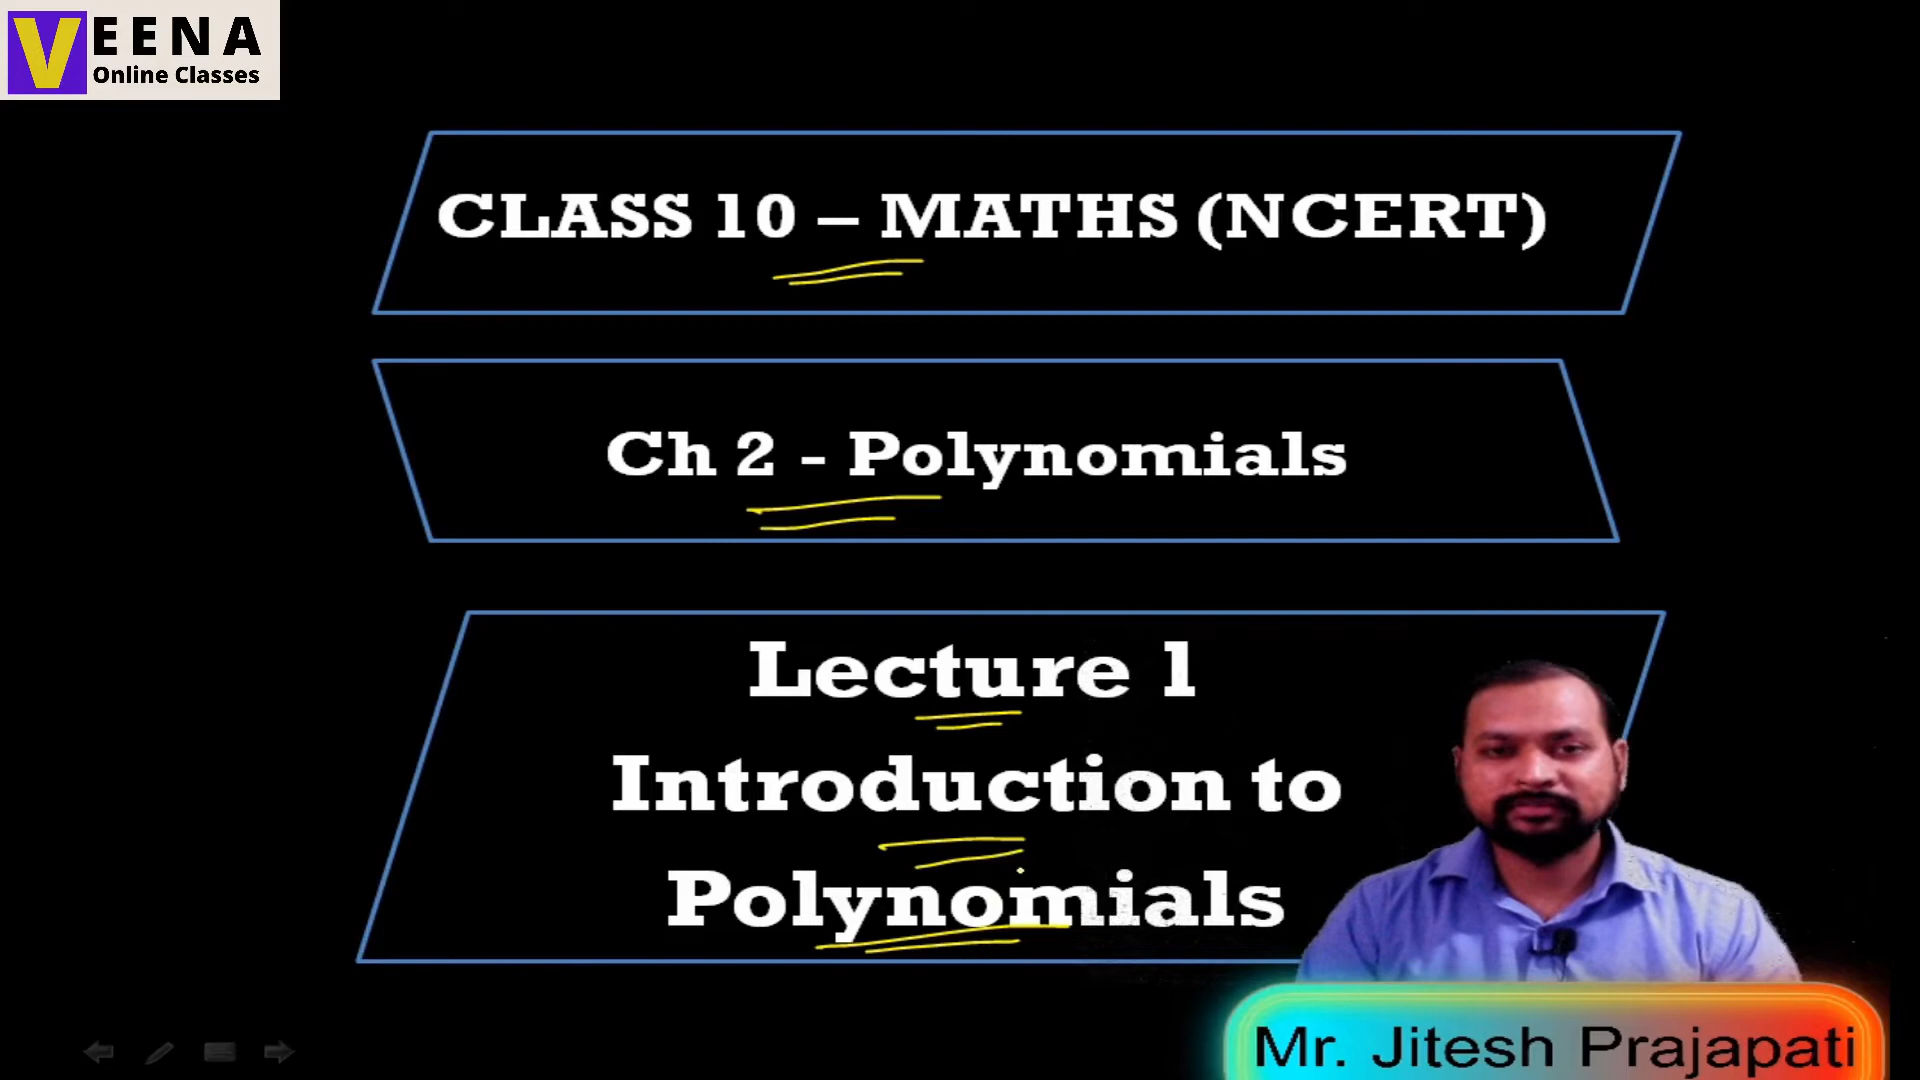 VEENA
Online Classes
CLASS 10 – MATHS (NCERT)
Ch 2 - Polynomials
Lecture 1
Introduction to
Polynomials
Mr. Jitesh Prajapati